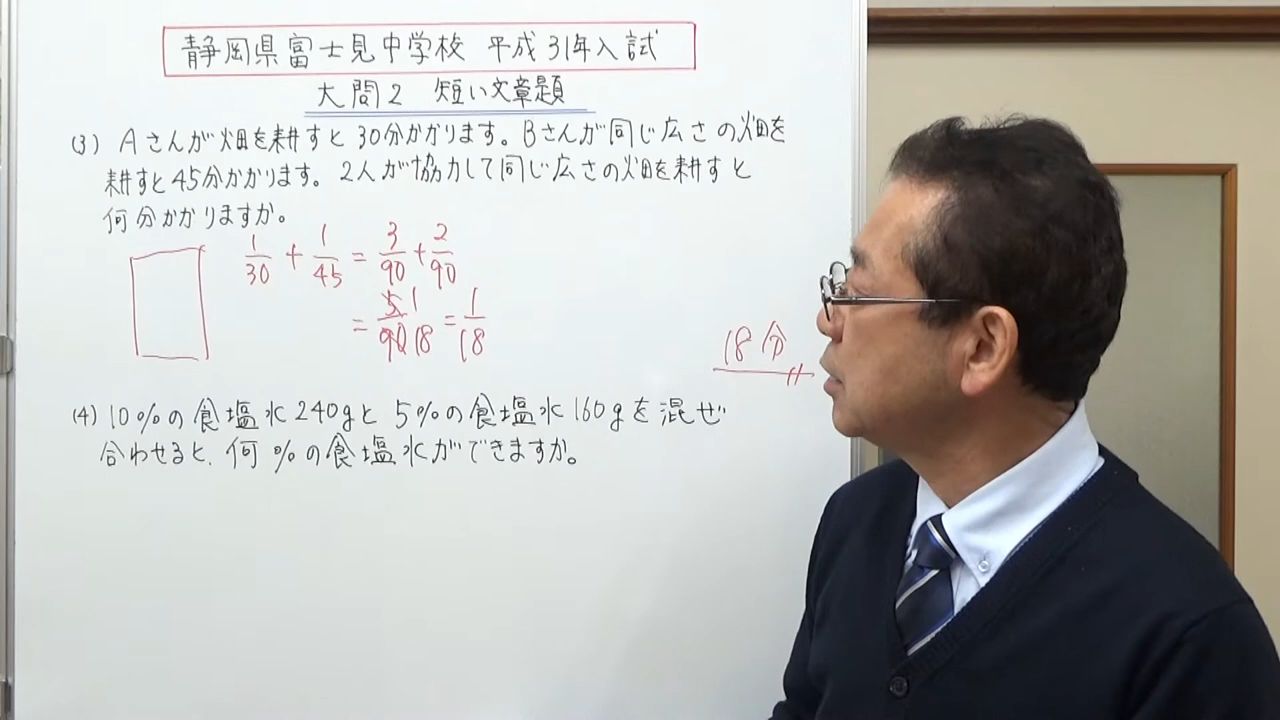 静岡県富士見中学校 平成31年入試
大問2 短い文章題
(3) Aさんが畑を耕すと30分かかります。Bさんが同じ広さの畑を
耕すと45分かかります。2人が協力して同じ広さの畑を耕すと
何分かかりますか。
1/30 + 1/45 = 3/90 + 2/90
= 5/90 1/18 = 1/18
18分
(4) 10%の食塩水240gと5%の食塩水160gを混ぜ
合わせると、何%の食塩水ができますか。